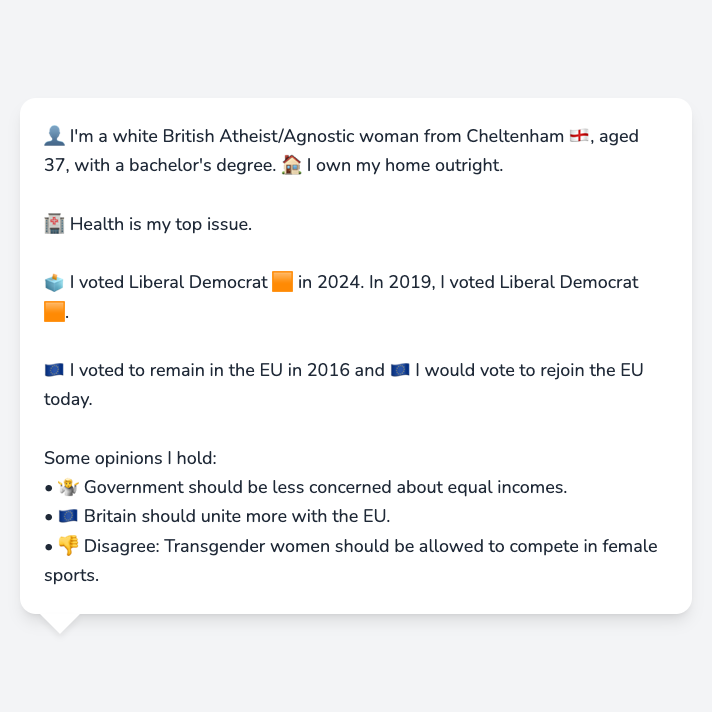 👤 I'm a white British Atheist/Agnostic woman from Cheltenham 🏴󠁧󠁢󠁥󠁮󠁧󠁿, aged
37, with a bachelor's degree. 🏠 I own my home outright.
🏥 Health is my top issue.
🗳️ I voted Liberal Democrat 🟧 in 2024. In 2019, I voted Liberal Democrat
🟧.
🇪🇺 I voted to remain in the EU in 2016 and 🇪🇺 I would vote to rejoin the EU
today.
Some opinions I hold:
• 🤷 Government should be less concerned about equal incomes.
• 🇪🇺 Britain should unite more with the EU.
• 👎 Disagree: Transgender women should be allowed to compete in female
sports.